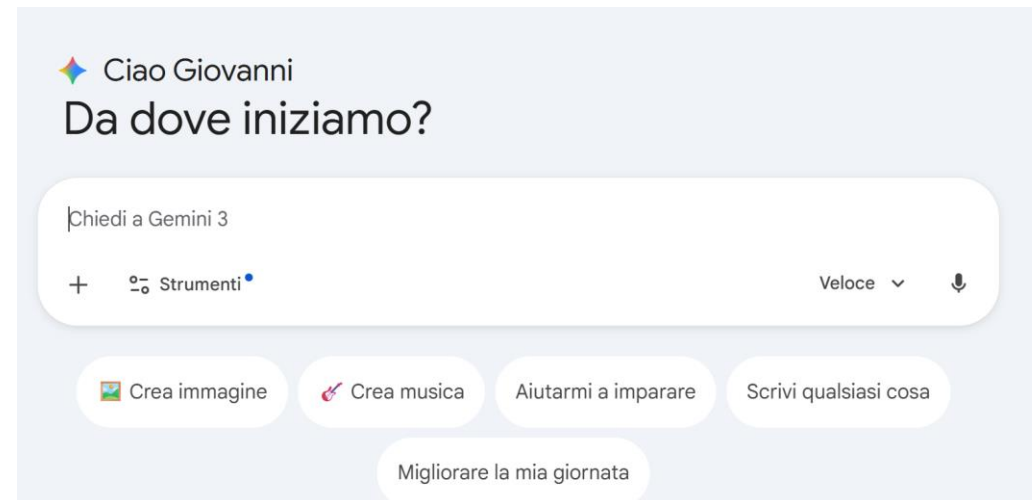 Ciao Giovanni
Da dove iniziamo?
Chiedi a Gemini 3
Strumenti
Veloce
Crea immagine
Crea musica
Aiutarmi a imparare
Scrivi qualsiasi cosa
Migliorare la mia giornata